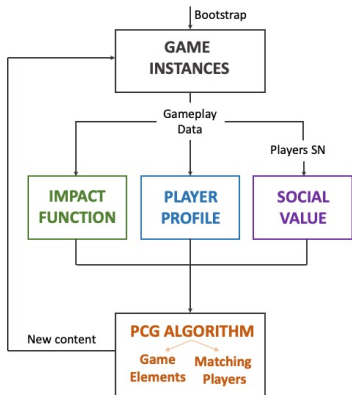 Bootstrap
GAME
INSTANCES
Gameplay
Data
Players SN
IMPACT
FUNCTION
PLAYER
PROFILE
SOCIAL
VALUE
New content
PCG ALGORITHM
Game
Elements
Matching
Players